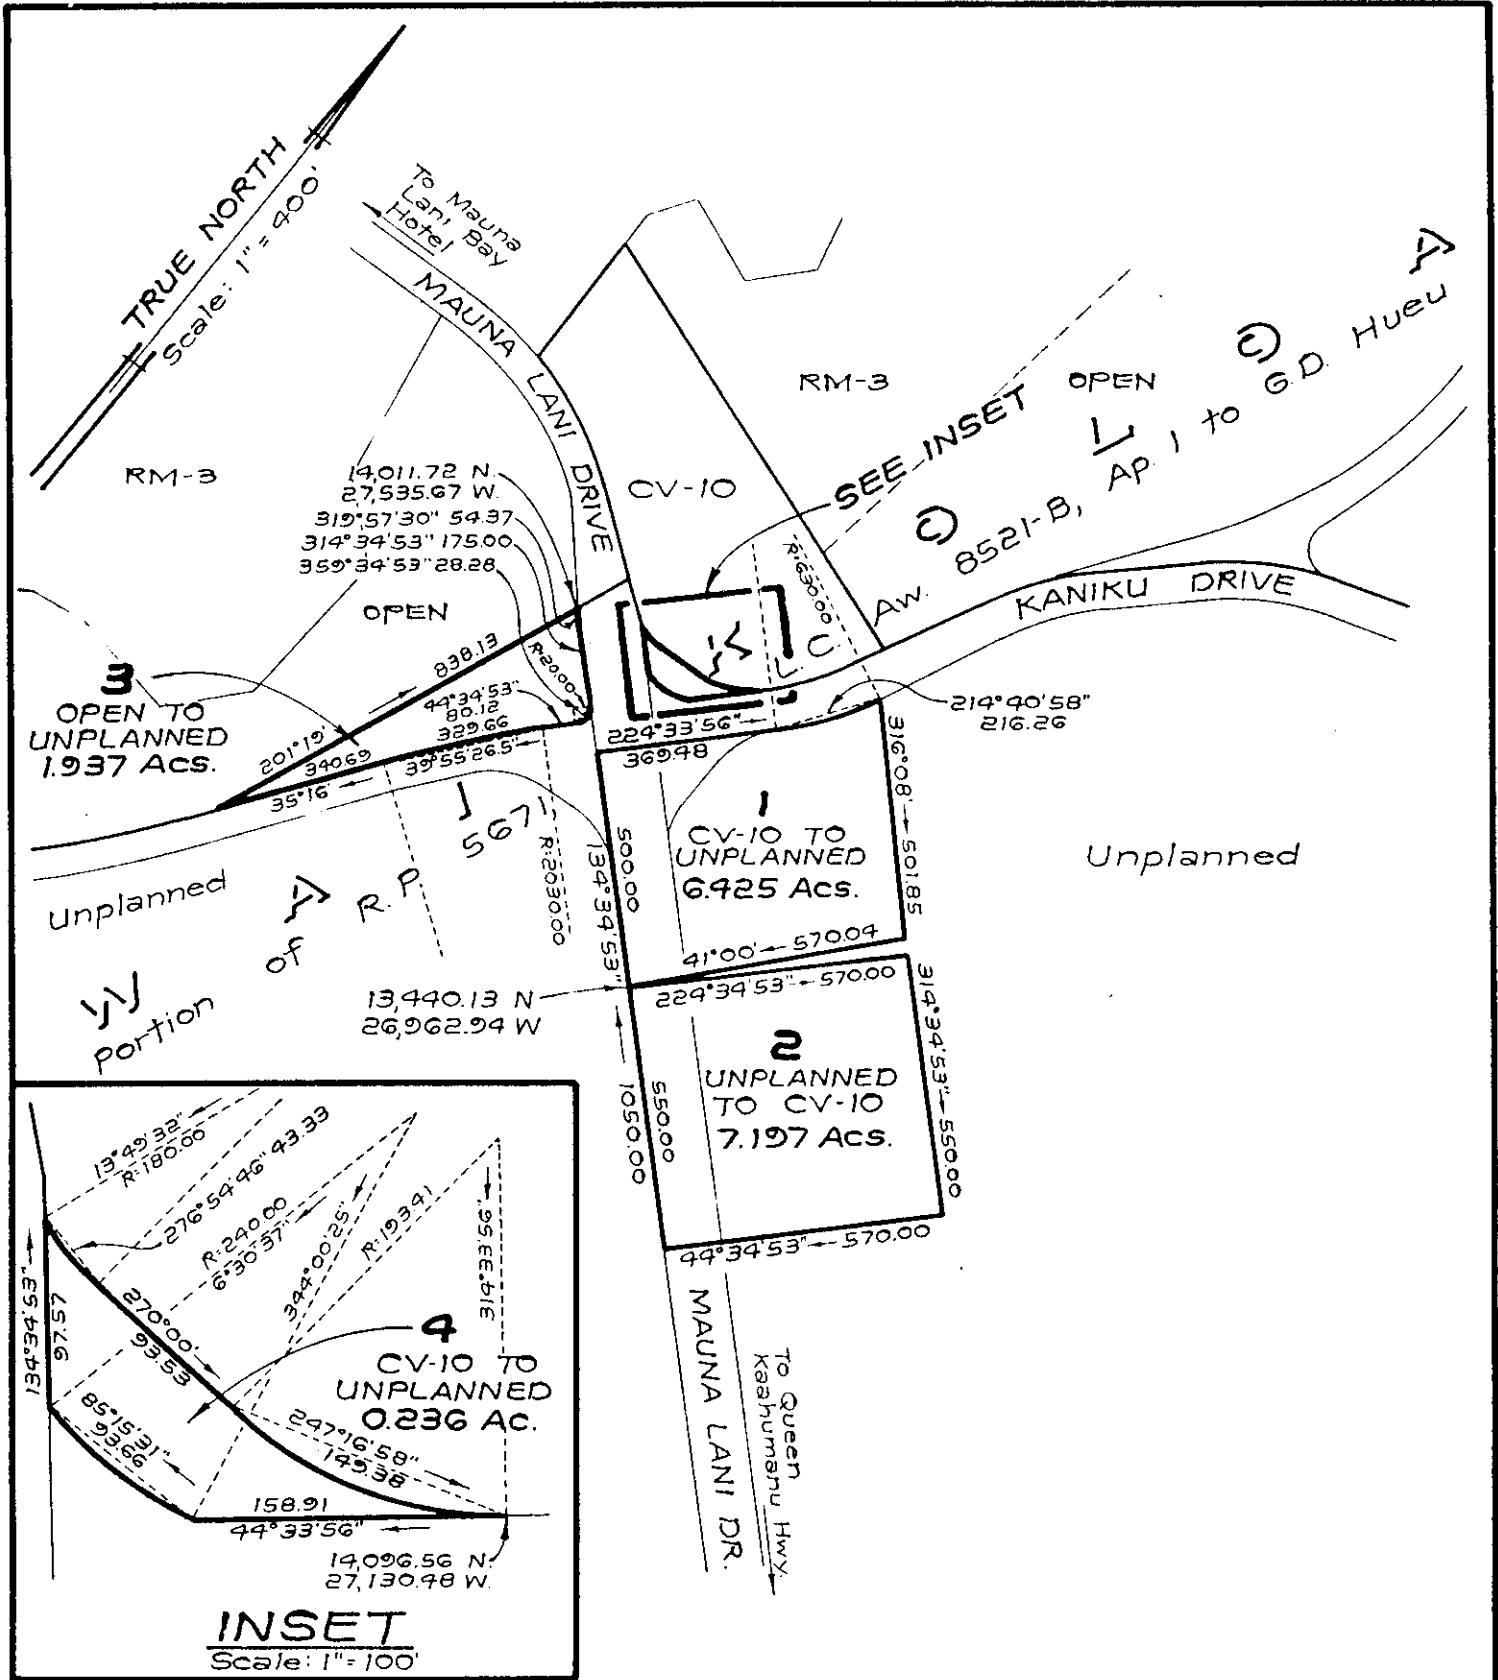 TRUE NORTH
Scale: 1" = 400'
To Mauna
Lani Bay
Hotel
MAUNA LANI DRIVE
RM-3
RM-3
OPEN
CV-10
SEE INSET
L. C. Aw. 8521-B, Ap. 1 to G.D. Hueu
KANIKU DRIVE
14,011.72 N.
27,535.67 W.
319°57'30" 54.37
314°34'53" 175.00
359°34'53" 28.28
OPEN
R=630.00
838.13
R=20.00
3
OPEN TO
UNPLANNED
1.937 Acs.
201°19'
340.69
35°16'
44°34'53"
80.12
329.66
39°55'26.5"
224°33'56"
369.48
214°40'58"
216.26
316°08' 501.85
1
CV-10 TO
UNPLANNED
6.425 Acs.
500.00
134°34'53"
1050.00
R=2030.00
Unplanned
Unplanned
Portion of R. P. 5671
41°00' 570.04
224°34'53" 570.00
13,440.13 N
26,962.94 W
2
UNPLANNED
TO CV-10
7.197 Acs.
550.00
314°34'53" 550.00
44°34'53" 570.00
MAUNA LANI DR.
To Queen
Kaahumanu Hwy.
13°49'32"
R=180.00
276°54'46" 43.33
R=240.00
6°30'37"
344°00'25"
R=193.41
314°33'56"
134°34'53"
97.57
270°00'
93.53
4
CV-10 TO
UNPLANNED
0.236 Ac.
85°15'31"
93.66
247°16'58"
149.38
158.91
44°33'56"
14,096.56 N.
27,130.48 W.
INSET
Scale: 1" = 100'